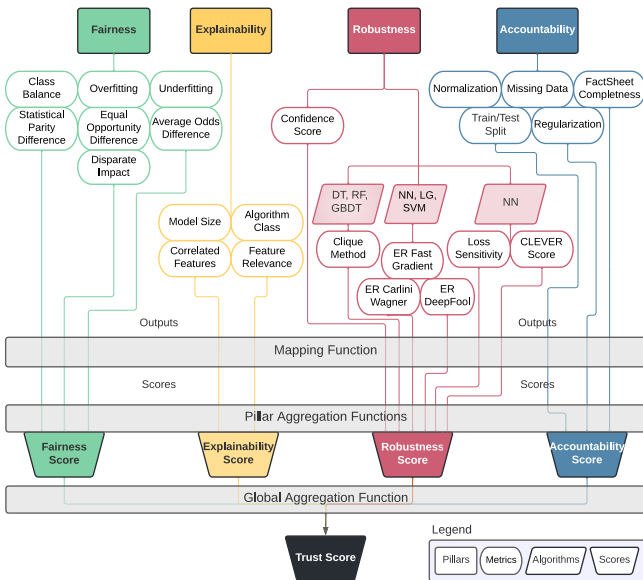 Fairness
Explainability
Robustness
Accountability
Class
Balance
Overfitting
Underfitting
Normalization
Missing Data
FactSheet
Completness
Statistical
Parity
Difference
Equal
Opportunity
Difference
Average Odds
Difference
Confidence
Score
Train/Test
Split
Regularization
Disparate
Impact
DT, RF,
GBDT
NN, LG,
SVM
NN
Model Size
Algorithm
Class
Correlated
Features
Feature
Relevance
Clique
Method
ER Fast
Gradient
Loss
Sensitivity
CLEVER
Score
ER Carlini
Wagner
ER
DeepFool
Outputs
Outputs
Mapping Function
Scores
Scores
Pillar Aggregation Functions
Fairness
Score
Explainability
Score
Robustness
Score
Accountability
Score
Global Aggregation Function
Trust Score
Legend
Pillars
Metrics
Algorithms
Scores